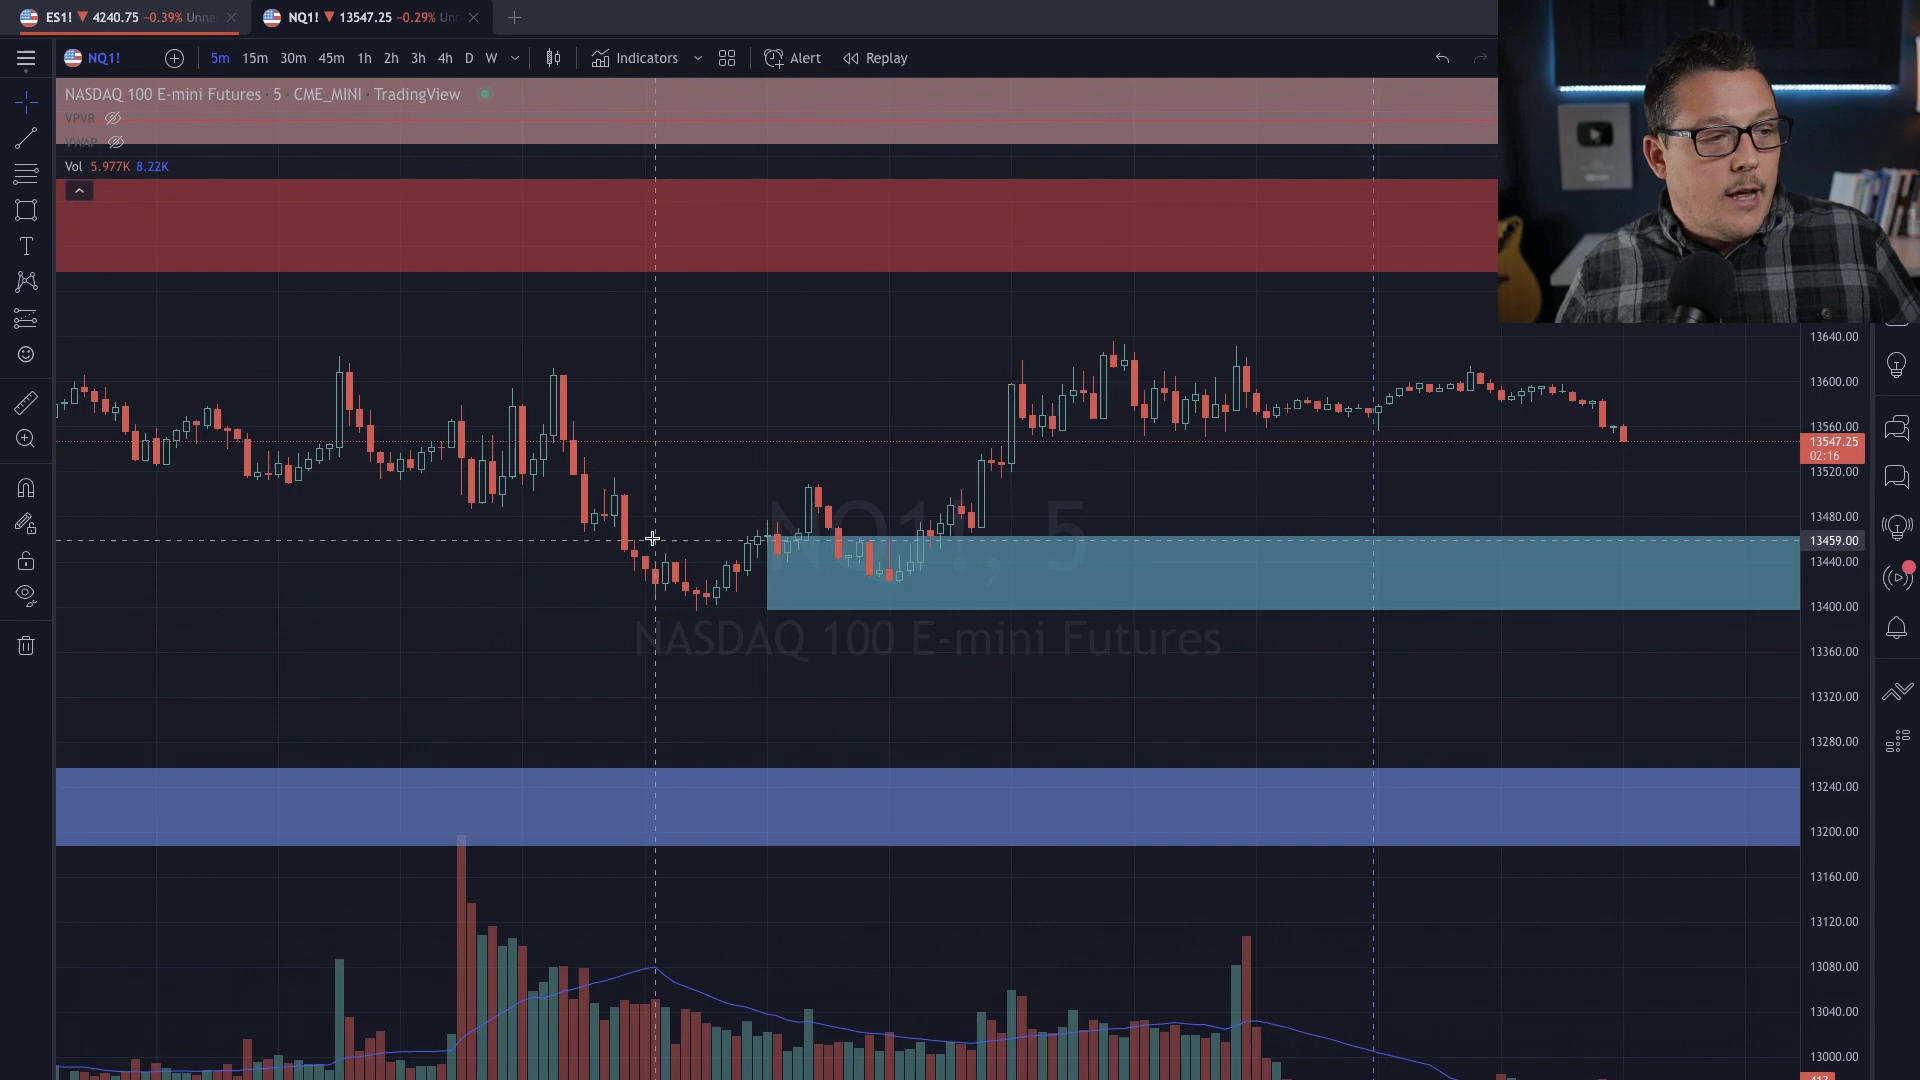 ES1! ▼ 4240.75 −0.39% Unna
NQ1! ▼ 13547.25 −0.29% Un
NQ1!
5m 15m 30m 45m 1h 2h 3h 4h D W
Indicators
Alert
Replay
NASDAQ 100 E-mini Futures · 5 · CME_MINI · TradingView
VPVR
VWAP
Vol 5.977K 8.22K
NQ1!, 5
NASDAQ 100 E-mini Futures
13640.00
13600.00
13560.00
13547.25
02:16
13520.00
13480.00
13459.00
13440.00
13400.00
13360.00
13320.00
13280.00
13240.00
13200.00
13160.00
13120.00
13080.00
13040.00
13000.00